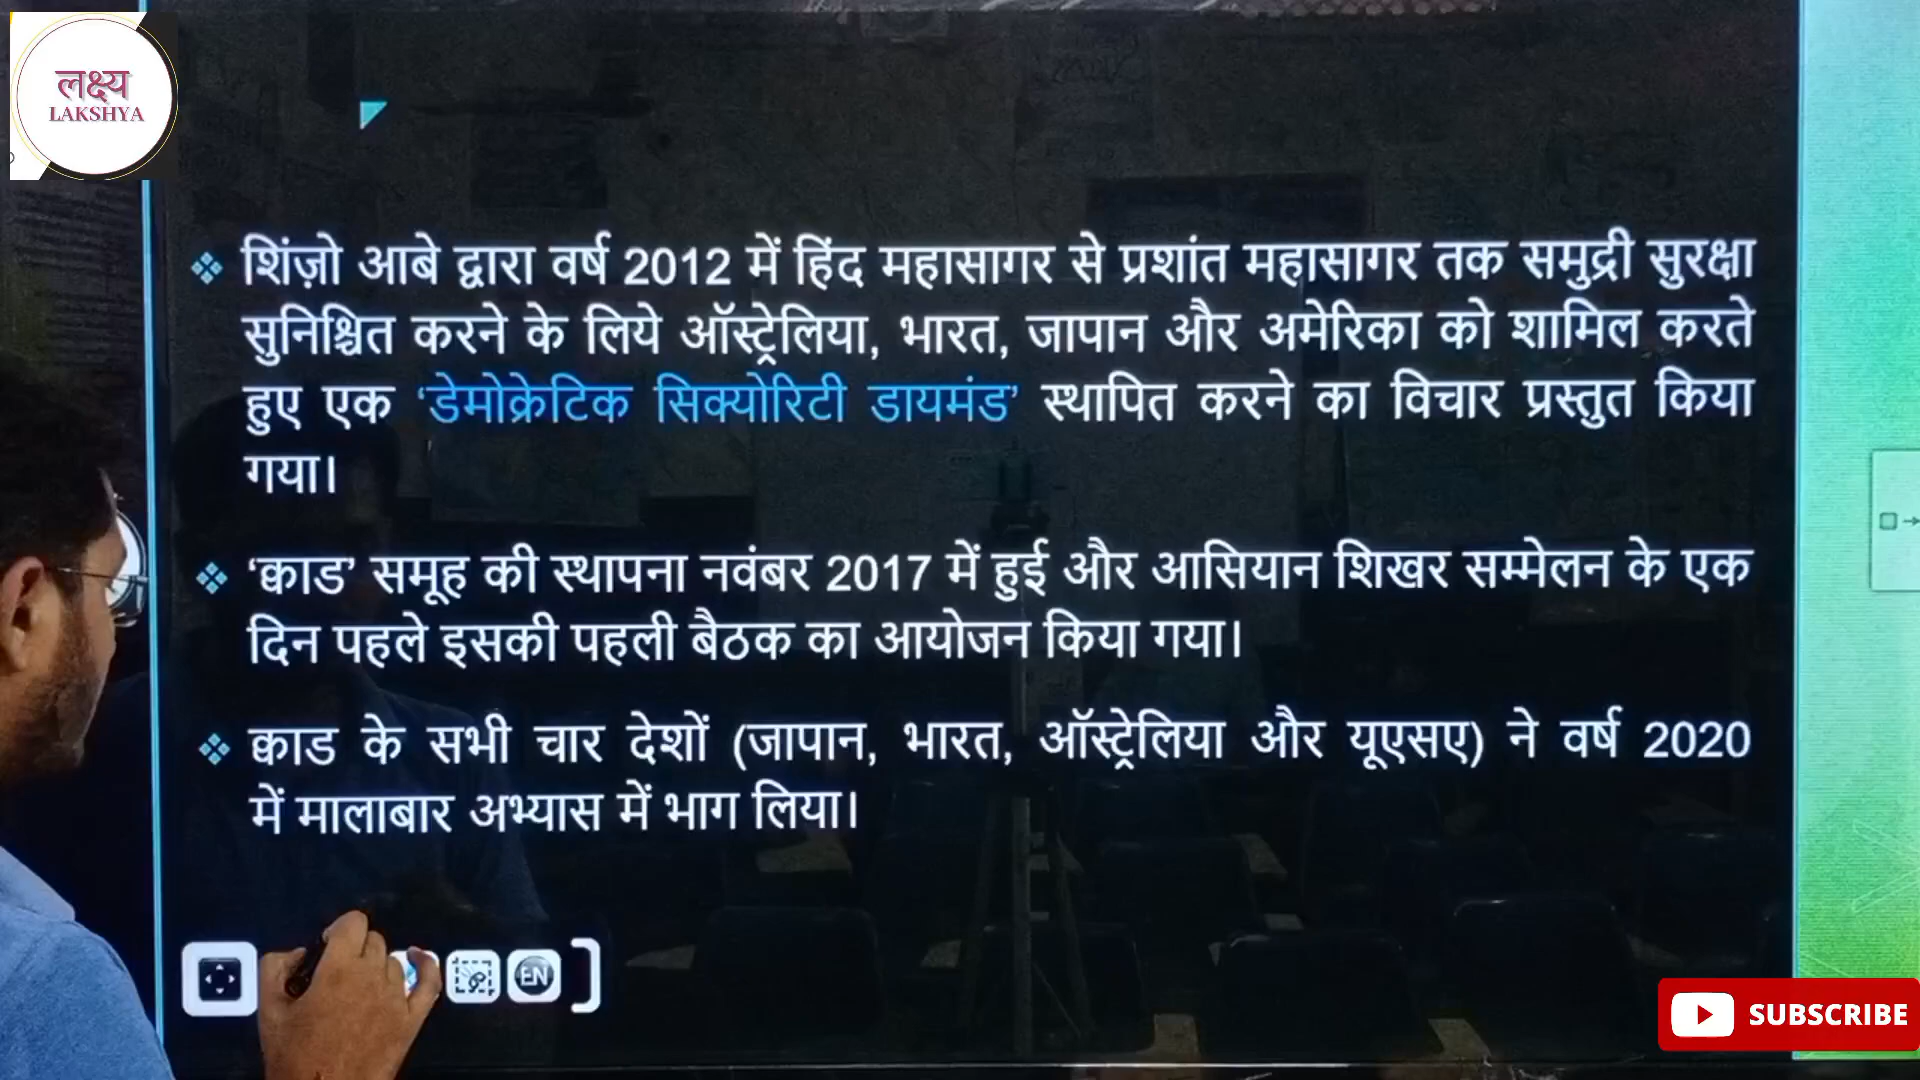 लक्ष्य
LAKSHYA
शिंज़ो आबे द्वारा वर्ष 2012 में हिंद महासागर से प्रशांत महासागर तक समुद्री सुरक्षा
सुनिश्चित करने के लिये ऑस्ट्रेलिया, भारत, जापान और अमेरिका को शामिल करते
हुए एक ‘डेमोक्रेटिक सिक्योरिटी डायमंड’ स्थापित करने का विचार प्रस्तुत किया
गया।
‘क्वाड’ समूह की स्थापना नवंबर 2017 में हुई और आसियान शिखर सम्मेलन के एक
दिन पहले इसकी पहली बैठक का आयोजन किया गया।
क्वाड के सभी चार देशों (जापान, भारत, ऑस्ट्रेलिया और यूएसए) ने वर्ष 2020
में मालाबार अभ्यास में भाग लिया।
EN
SUBSCRIBE